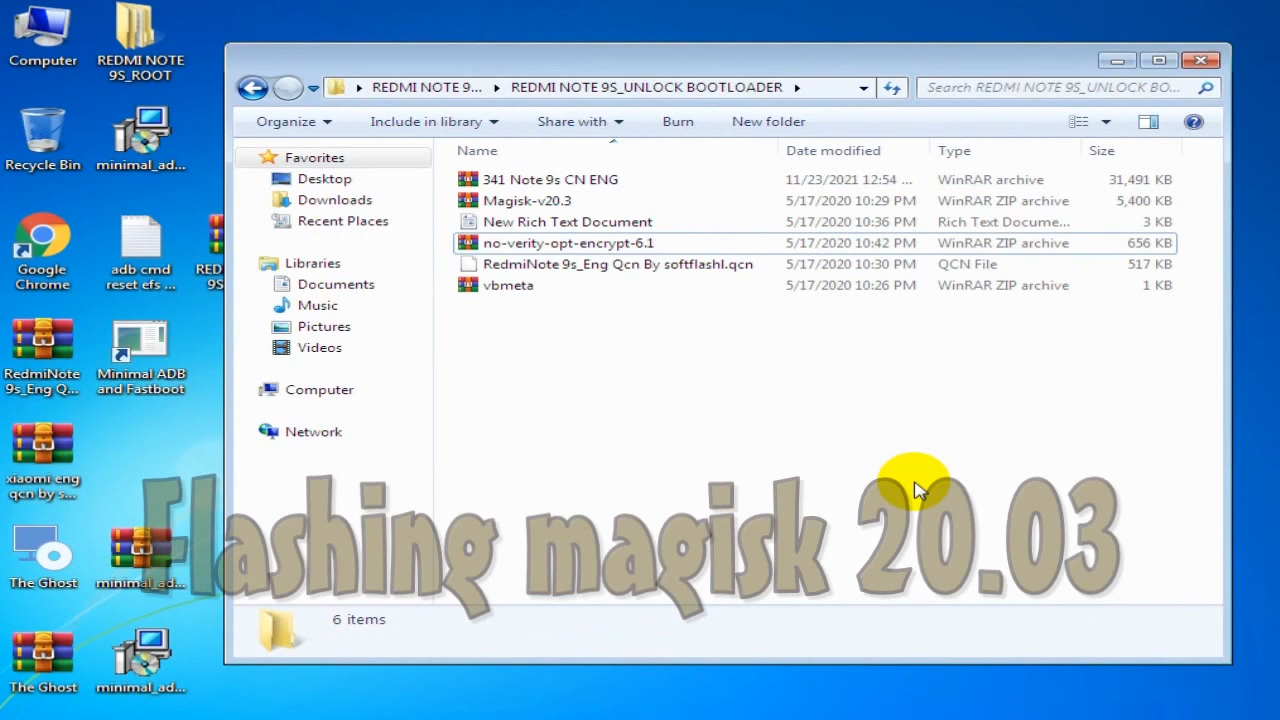 Computer
REDMI NOTE
9S_ROOT
Recycle Bin
minimal_ad...
Google
Chrome
adb cmd
reset efs ...
RED
9S
RedmiNote
9s_Eng Q...
Minimal ADB
and Fastboot
xiaomi eng
qcn by s...
The Ghost
minimal_ad...
The Ghost
minimal_ad...
REDMI NOTE 9... REDMI NOTE 9S_UNLOCK BOOTLOADER
Search REDMI NOTE 9S_UNLOCK BO...
Organize Include in library Share with Burn New folder
Favorites
Desktop
Downloads
Recent Places
Libraries
Documents
Music
Pictures
Videos
Computer
Network
Name Date modified Type Size
341 Note 9s CN ENG 11/23/2021 12:54 ... WinRAR archive 31,491 KB
Magisk-v20.3 5/17/2020 10:29 PM WinRAR ZIP archive 5,400 KB
New Rich Text Document 5/17/2020 10:36 PM Rich Text Docume... 3 KB
no-verity-opt-encrypt-6.1 5/17/2020 10:42 PM WinRAR ZIP archive 656 KB
RedmiNote 9s_Eng Qcn By softflashI.qcn 5/17/2020 10:30 PM QCN File 517 KB
vbmeta 5/17/2020 10:26 PM WinRAR ZIP archive 1 KB
Flashing magisk 20.03
6 items